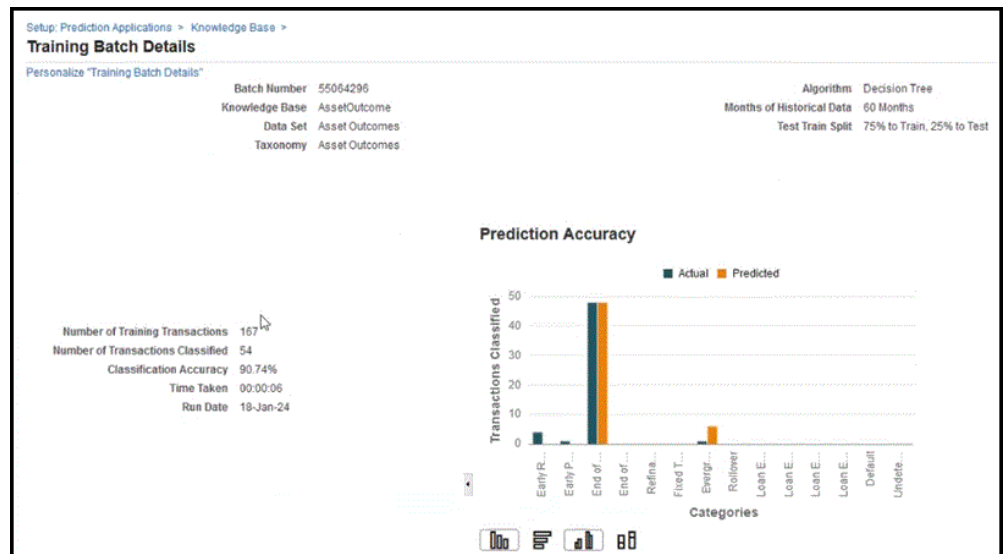 Setup: Prediction Applications > Knowledge Base >
Training Batch Details
Personalize "Training Batch Details"
Batch Number 55064296
Knowledge Base AssetOutcome
Data Set Asset Outcomes
Taxonomy Asset Outcomes
Algorithm Decision Tree
Months of Historical Data 60 Months
Test Train Split 75% to Train, 25% to Test
Number of Training Transactions 167
Number of Transactions Classified 54
Classification Accuracy 90.74%
Time Taken 00:00:06
Run Date 18-Jan-24
Prediction Accuracy
Actual Predicted
Transactions Classified
50
40
30
20
10
0
Early R...
Early P...
End of ...
End of ...
Refina...
Fixed T...
Evergr...
Rollover
Loan E...
Loan E...
Loan E...
Loan E...
Default
Undete...
Categories